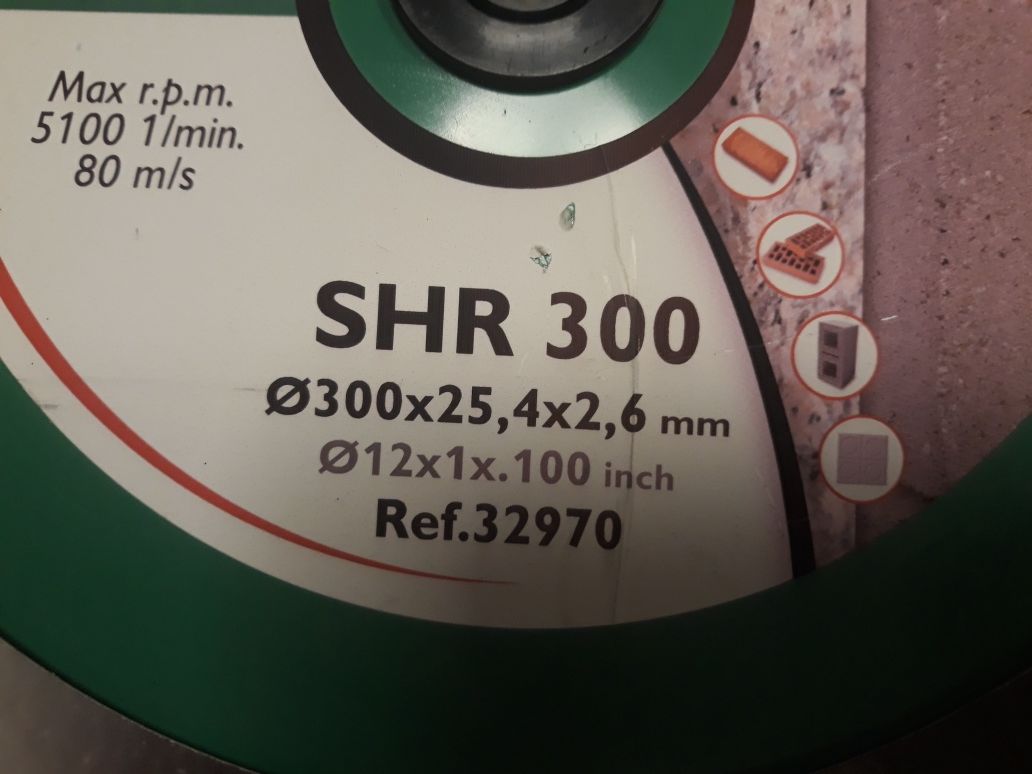 Max r.p.m.
5100 1/min.
80 m/s
SHR 300
Ø300x25,4x2,6 mm
Ø12x1x.100 inch
Ref.32970